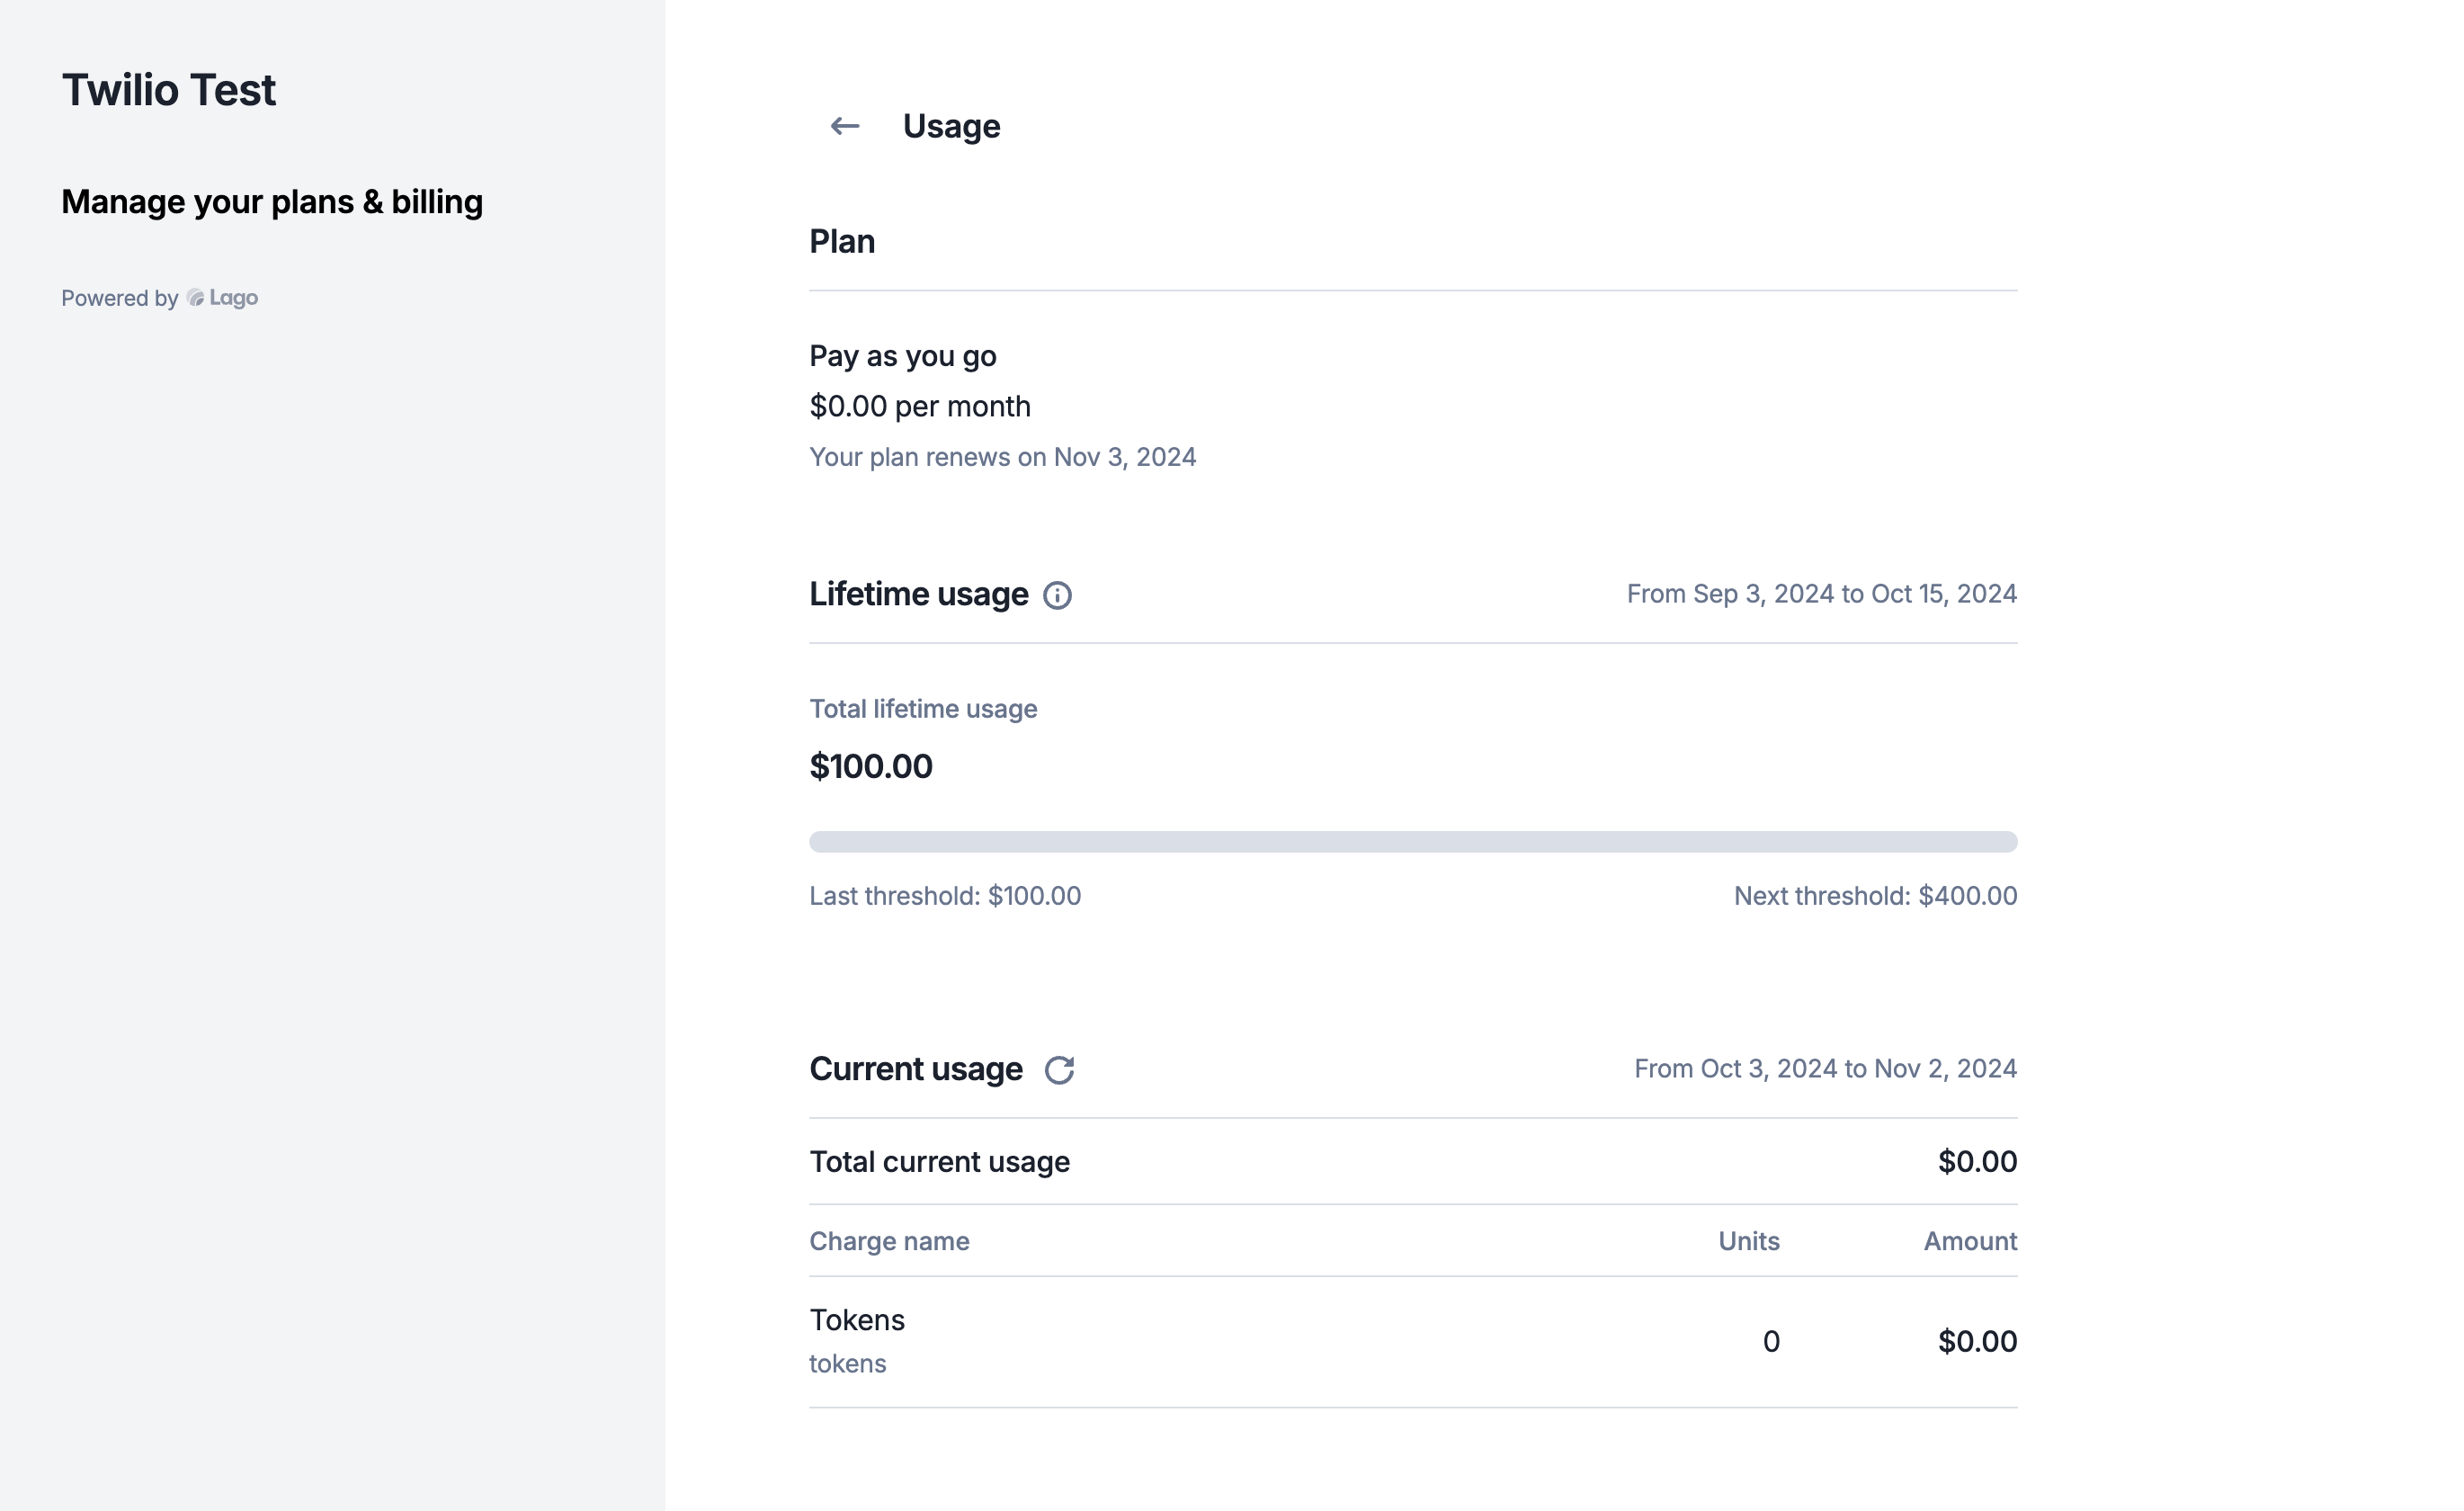 Twilio Test
Manage your plans & billing
Powered by Lago
Usage
Plan
Pay as you go
$0.00 per month
Your plan renews on Nov 3, 2024
Lifetime usage From Sep 3, 2024 to Oct 15, 2024
Total lifetime usage
$100.00
Last threshold: $100.00 Next threshold: $400.00
Current usage From Oct 3, 2024 to Nov 2, 2024
Total current usage $0.00
Charge name Units Amount
Tokens
tokens 0 $0.00